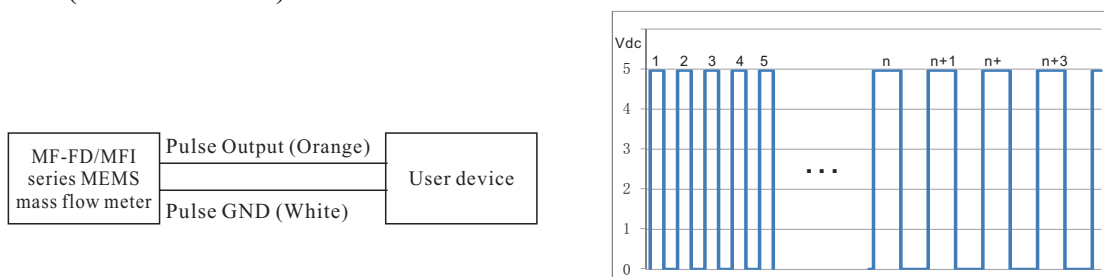 MF-FD/MFI
series MEMS
mass flow meter
Pulse Output (Orange)
Pulse GND (White)
User device
Vdc
1 2 3 4 5 n n+1 n+ n+3
5
4
3
2
1
0
...